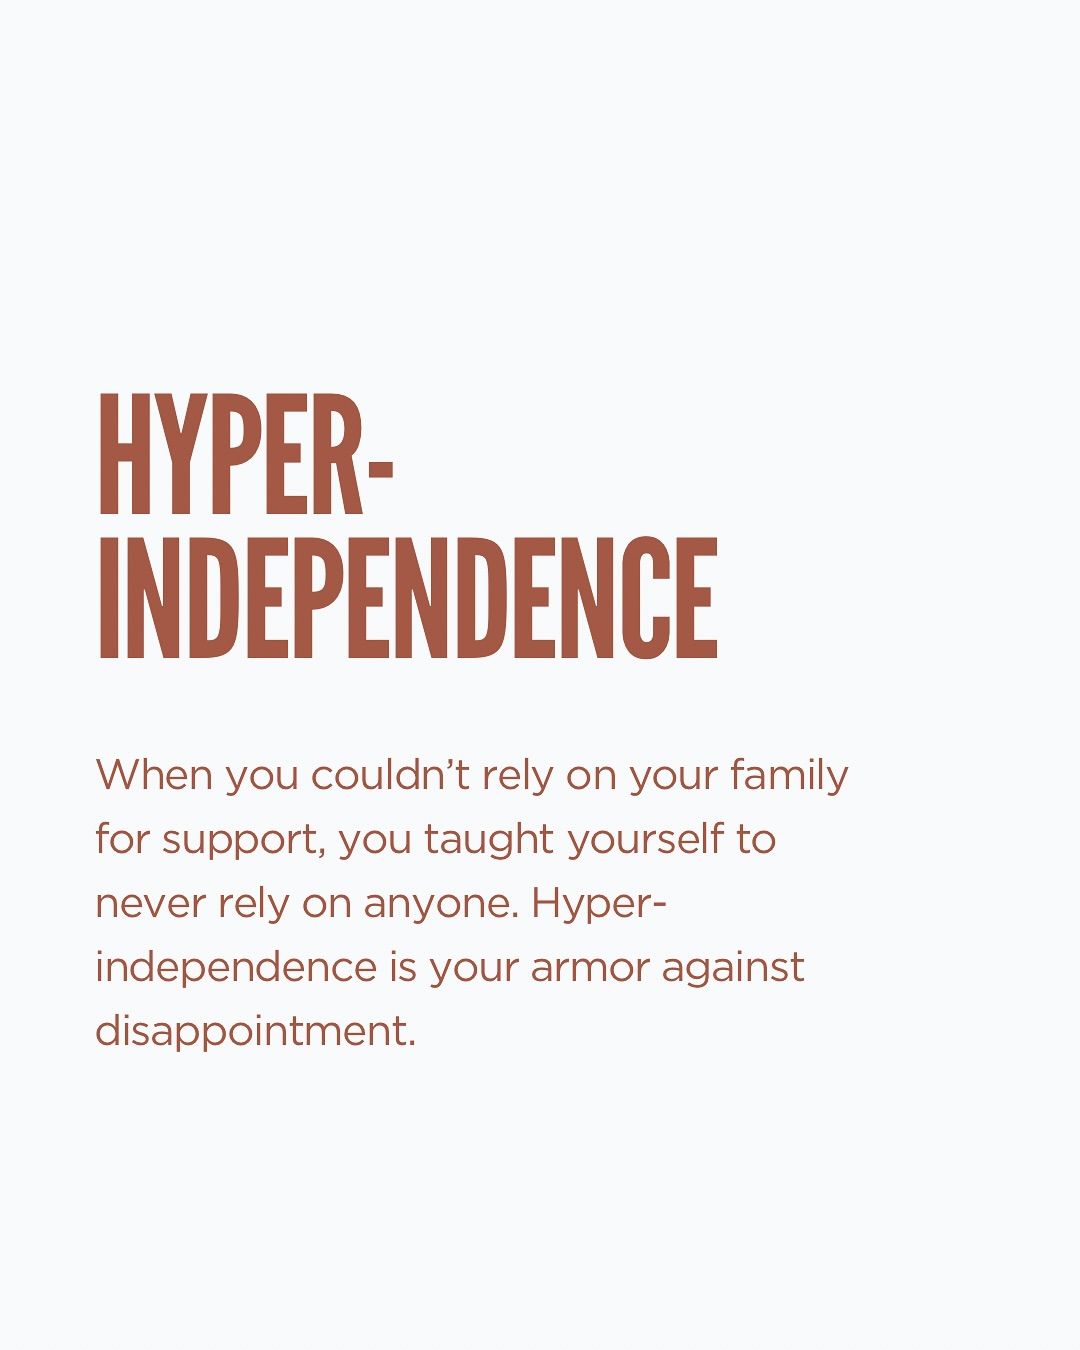 HYPER-
INDEPENDENCE
When you couldn’t rely on your family
for support, you taught yourself to
never rely on anyone. Hyper-
independence is your armor against
disappointment.